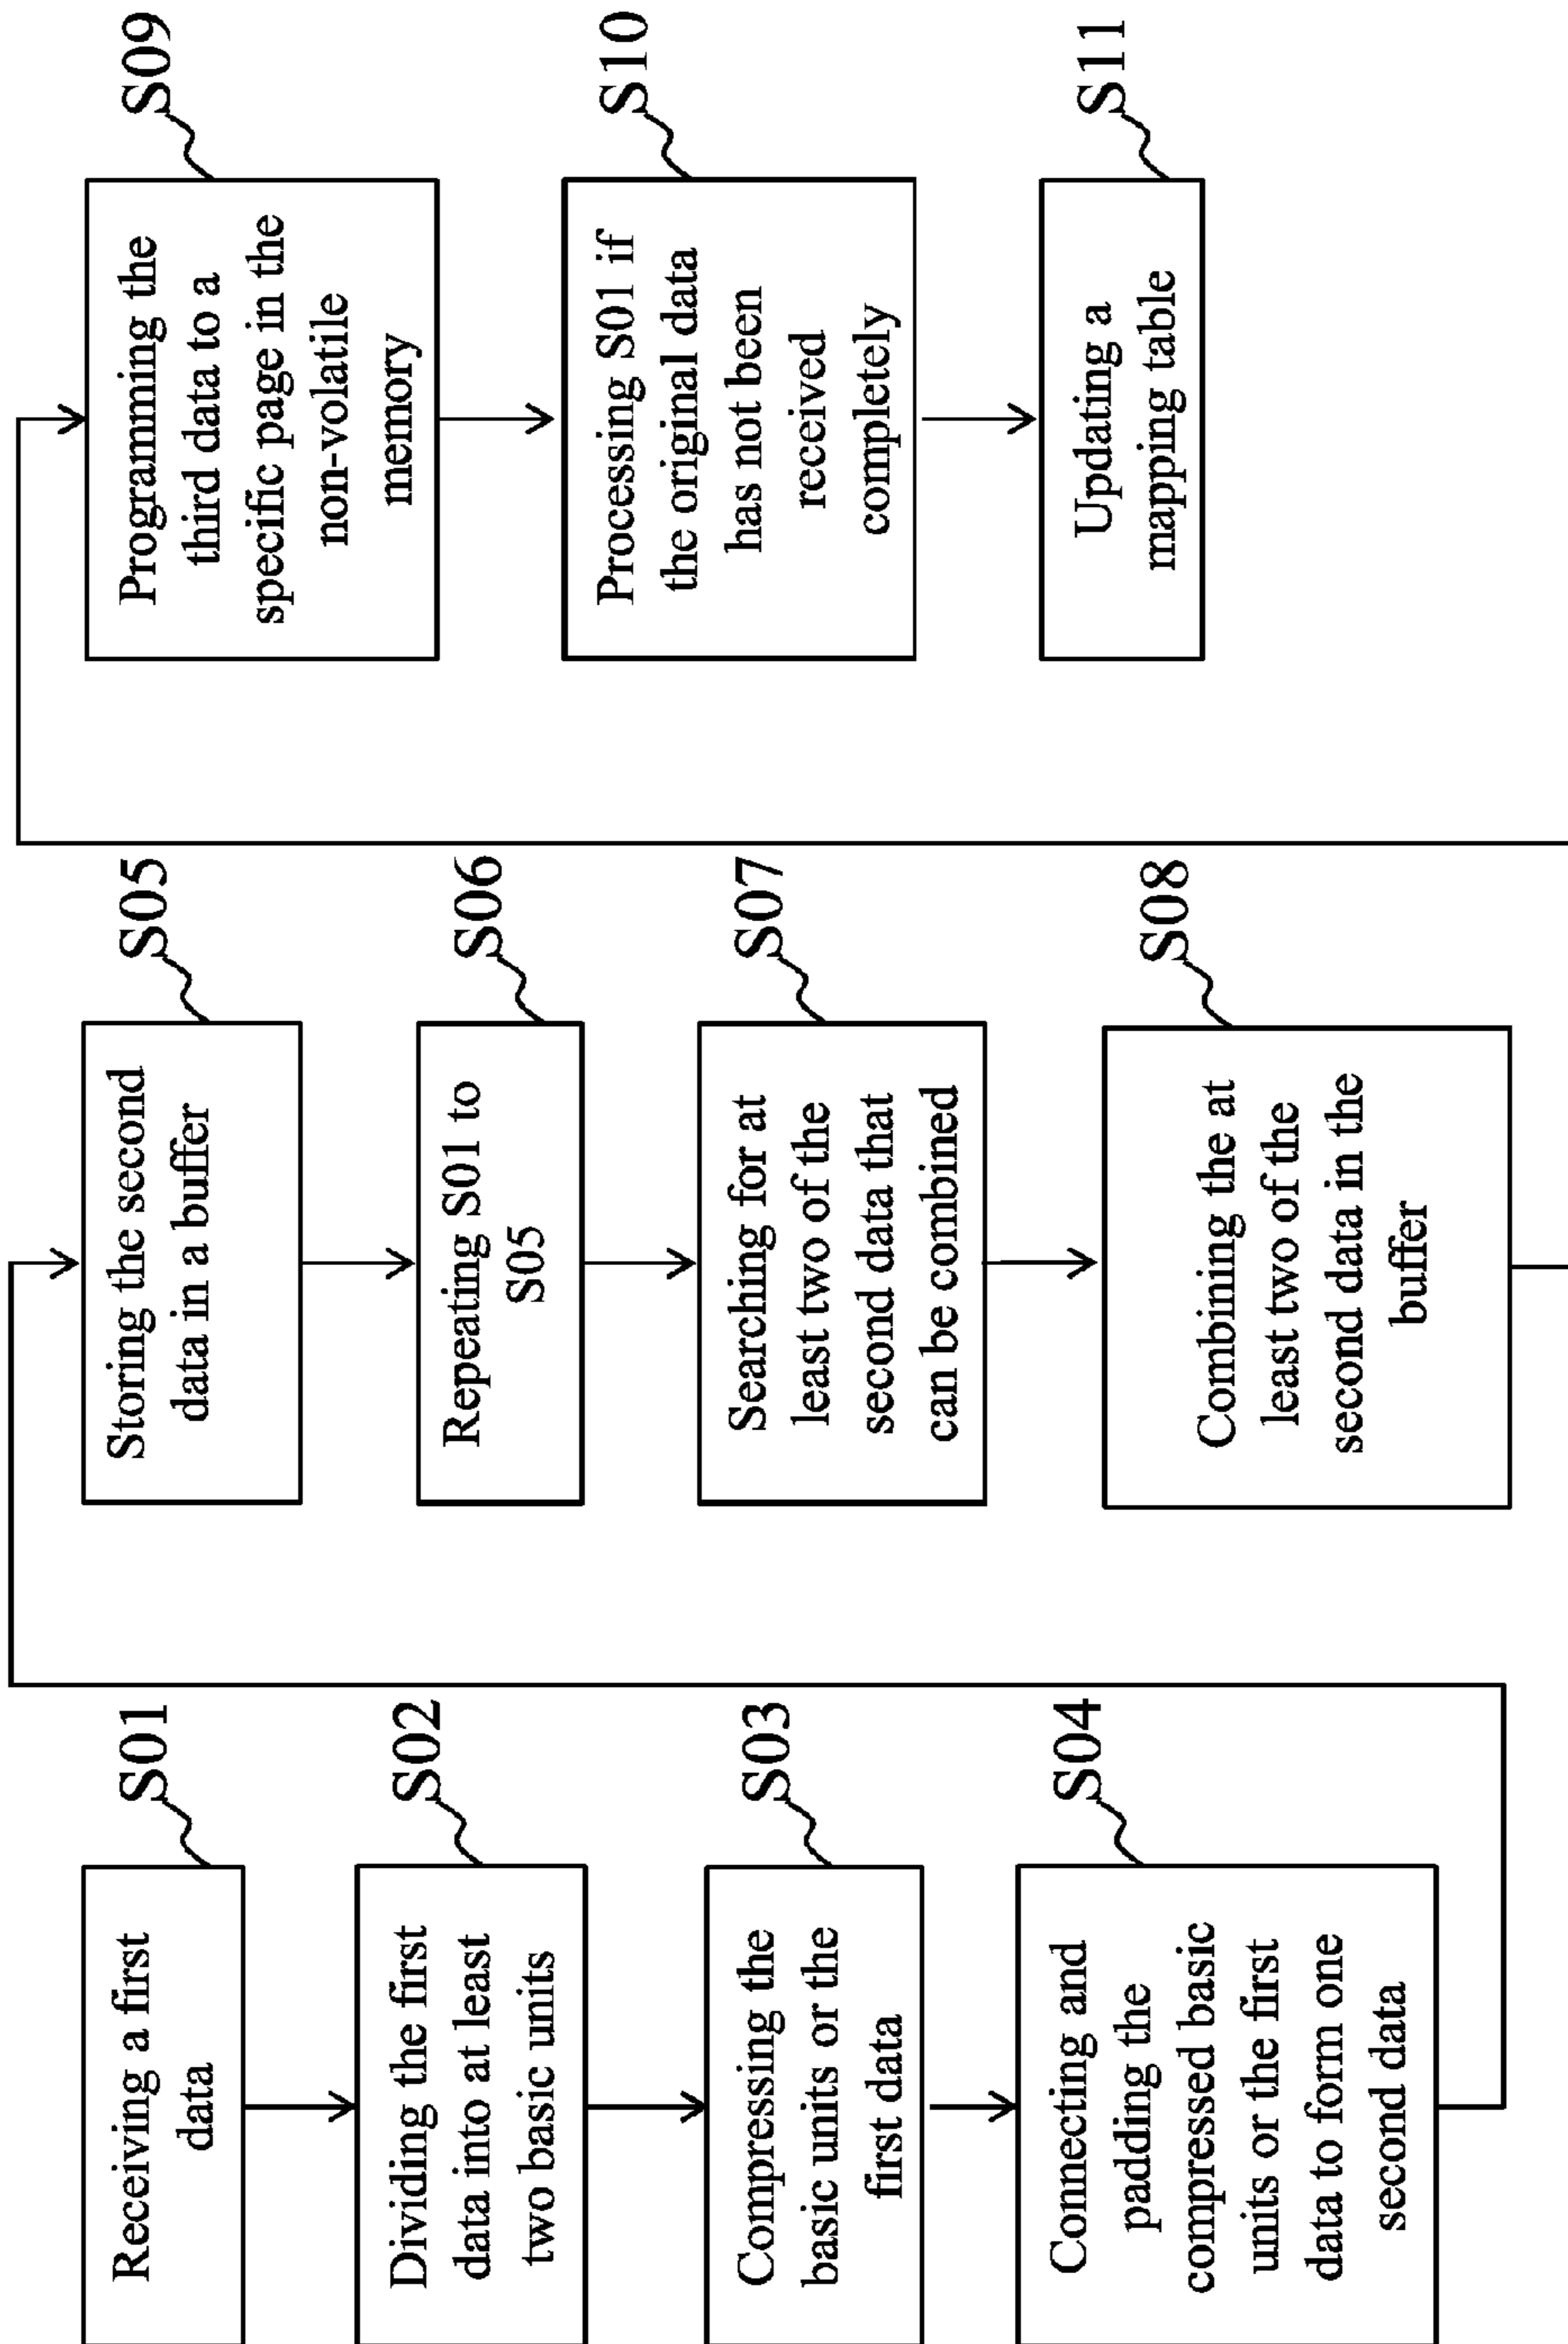 Receiving a first
data
S01
Dividing the first
data into at least
two basic units
S02
Compressing the
basic units or the
first data
S03
Connecting and
padding the
compressed basic
units or the first
data to form one
second data
S04
Storing the second
data in a buffer
S05
Repeating S01 to
S05
S06
Searching for at
least two of the
second data that
can be combined
S07
Combining the at
least two of the
second data in the
buffer
S08
Programming the
third data to a
specific page in the
non-volatile
memory
S09
Processing S01 if
the original data
has not been
received
completely
S10
Updating a
mapping table
S11